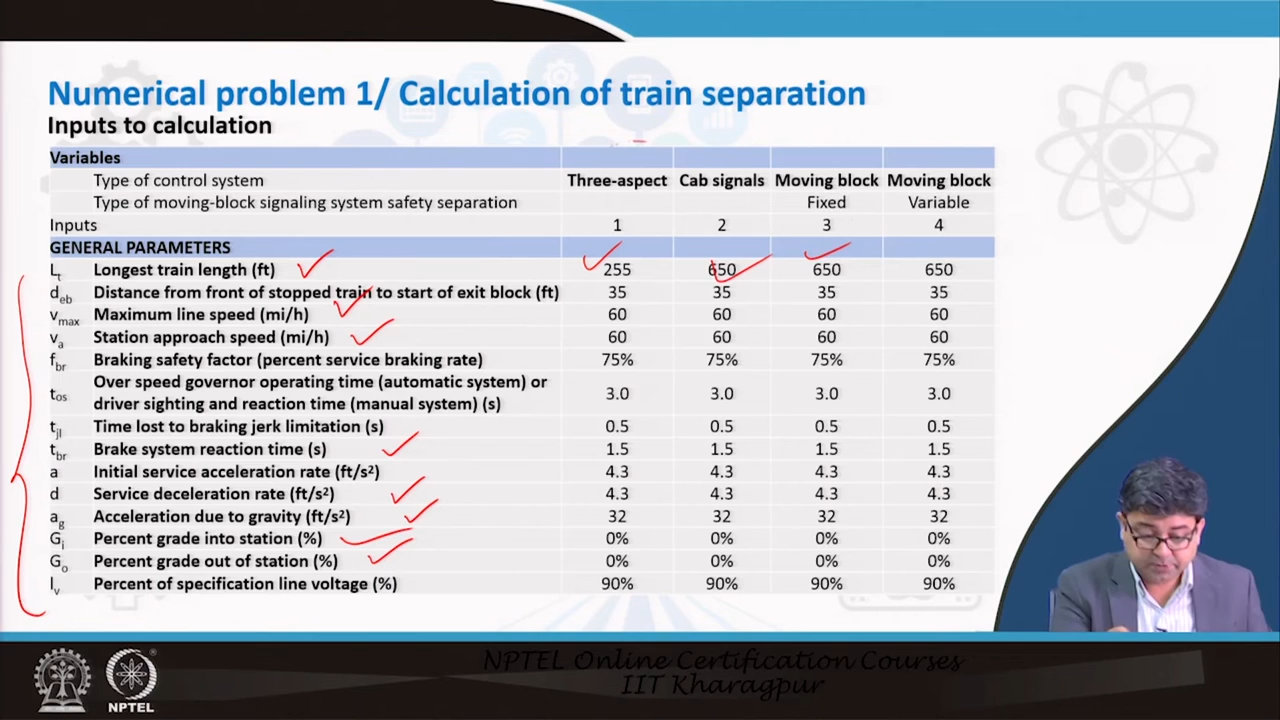 Numerical problem 1/ Calculation of train separation
Inputs to calculation
Variables
Type of control system Three-aspect Cab signals Moving block Moving block
Type of moving-block signaling system safety separation Fixed Variable
Inputs 1 2 3 4
GENERAL PARAMETERS
Lt Longest train length (ft) 255 650 650 650
deb Distance from front of stopped train to start of exit block (ft) 35 35 35 35
vmax Maximum line speed (mi/h) 60 60 60 60
va Station approach speed (mi/h) 60 60 60 60
fbr Braking safety factor (percent service braking rate) 75% 75% 75% 75%
tos Over speed governor operating time (automatic system) or
driver sighting and reaction time (manual system) (s) 3.0 3.0 3.0 3.0
tjl Time lost to braking jerk limitation (s) 0.5 0.5 0.5 0.5
tbr Brake system reaction time (s) 1.5 1.5 1.5 1.5
a Initial service acceleration rate (ft/s²) 4.3 4.3 4.3 4.3
d Service deceleration rate (ft/s²) 4.3 4.3 4.3 4.3
ag Acceleration due to gravity (ft/s²) 32 32 32 32
Gi Percent grade into station (%) 0% 0% 0% 0%
Go Percent grade out of station (%) 0% 0% 0% 0%
lv Percent of specification line voltage (%) 90% 90% 90% 90%
NPTEL Online Certification Courses
IIT Kharagpur
NPTEL